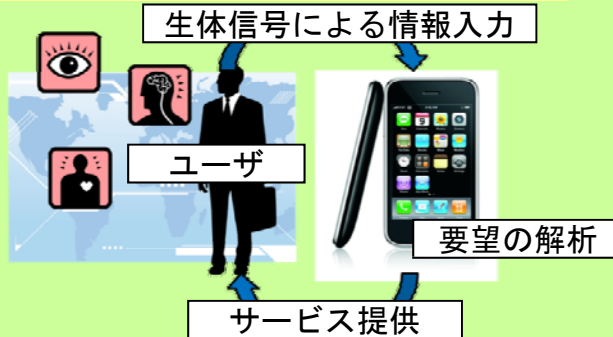 生体信号による情報入力
ユーザ
要望の解析
サービス提供